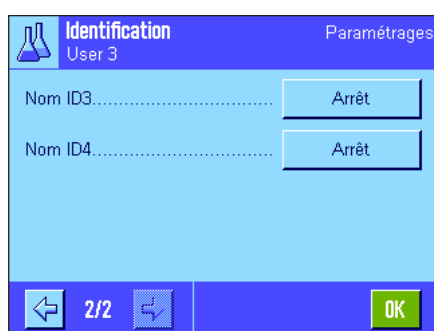 Identification
Paramétrages
User 3
Nom ID3.............................. Arrêt
Nom ID4.............................. Arrêt
2/2
OK